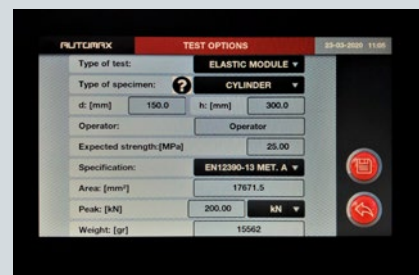 AUTOMAX TEST OPTIONS 23-03-2020 11:05
Type of test: ELASTIC MODULE
Type of specimen: ? CYLINDER
d: [mm] 150.0 h: [mm] 300.0
Operator: Operator
Expected strength:[MPa] 25.00
Specification: EN12390-13 MET. A
Area: [mm²] 17671.5
Peak: [kN] 200.00 kN
Weight: [gr] 15562